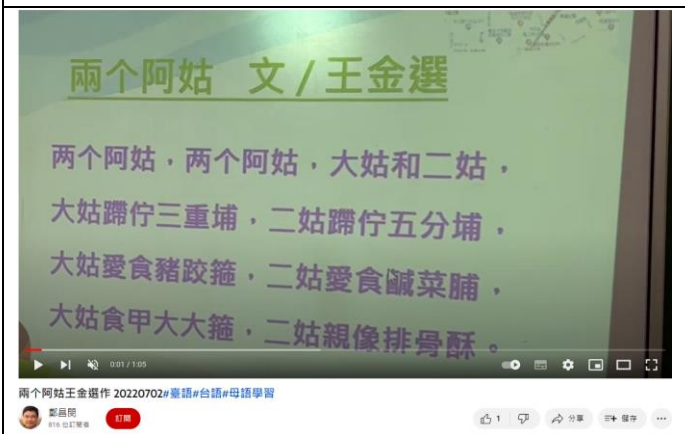 兩个阿姑 文/王金選
两个阿姑,两个阿姑,大姑和二姑,
大姑蹛佇三重埔,二姑蹛佇五分埔,
大姑愛食豬跤箍,二姑愛食鹹菜脯,
大姑食甲大大箍,二姑親像排骨酥。
0:01 / 1:05
兩个阿姑王金選作 20220702#臺語#台語#母語學習
鄭昌閔
816 位訂閱者
訂閱
1
分享
儲存